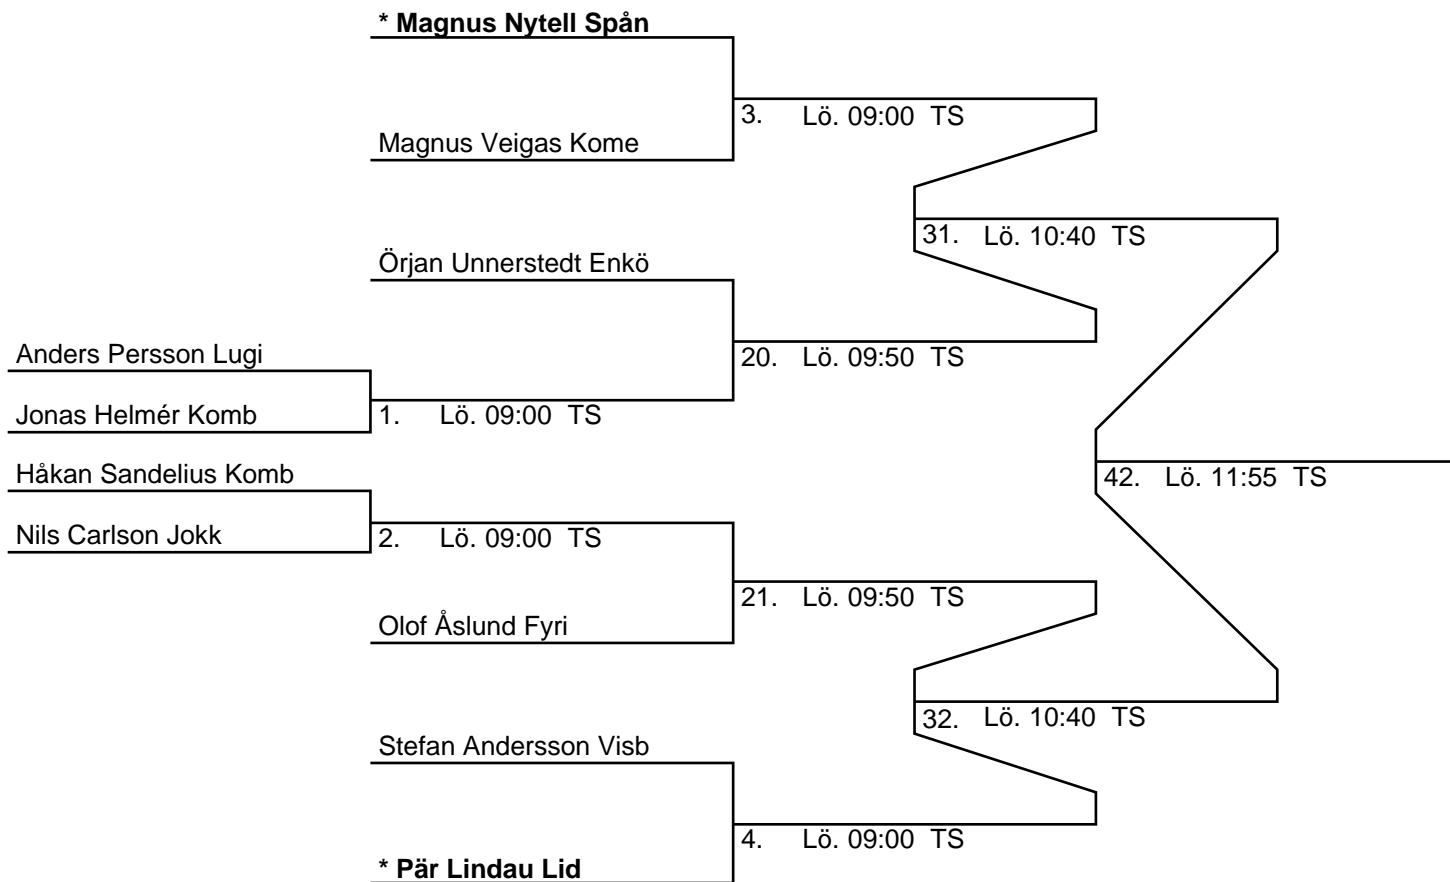 * Magnus Nytell Spån
3. Lö. 09:00 TS
Magnus Veigas Kome
31. Lö. 10:40 TS
Örjan Unnerstedt Enkö
Anders Persson Lugi
20. Lö. 09:50 TS
Jonas Helmér Komb
1. Lö. 09:00 TS
Håkan Sandelius Komb
42. Lö. 11:55 TS
Nils Carlson Jokk
2. Lö. 09:00 TS
21. Lö. 09:50 TS
Olof Åslund Fyri
32. Lö. 10:40 TS
Stefan Andersson Visb
4. Lö. 09:00 TS
* Pär Lindau Lid